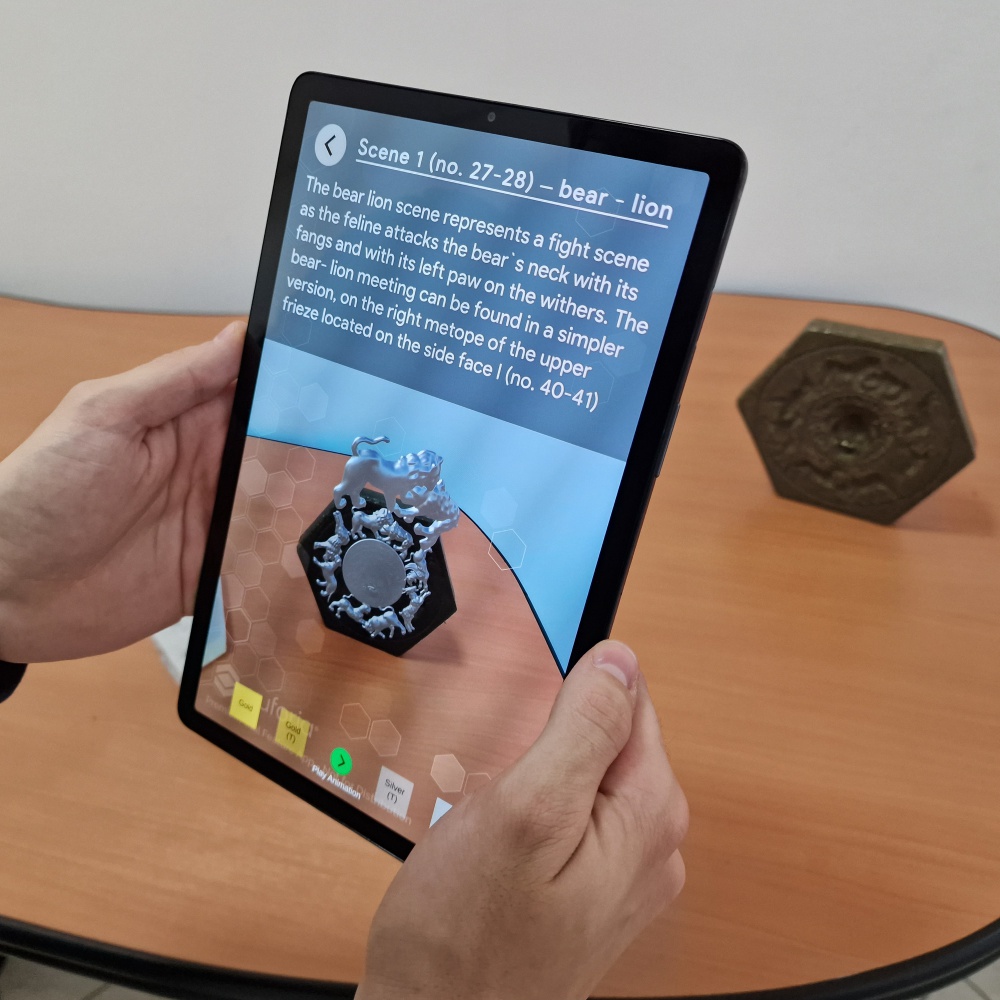 Scene 1 (no. 27-28) – bear - lion
The bear lion scene represents a fight scene
as the feline attacks the bear`s neck with its
fangs and with its left paw on the withers. The
bear- lion meeting can be found in a simpler
version, on the right metope of the upper
frieze located on the side face I (no. 40-41)
Gold
Gold
(T)
Play Animation
Silver
(T)